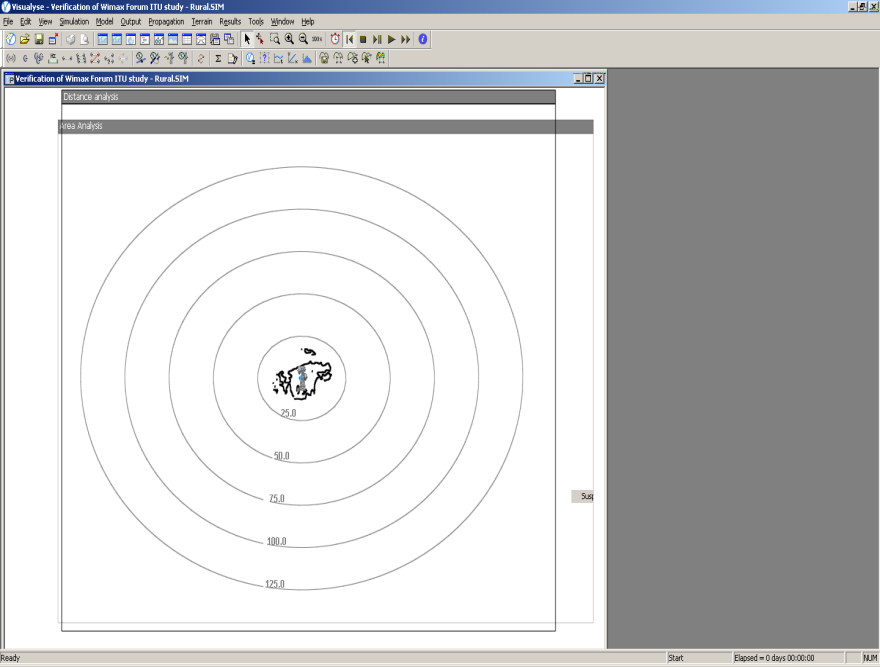 Visualyse - Verification of Wimax Forum ITU study - Rural.SIM
File Edit View Simulation Model Output Propagation Terrain Results Tools Window Help
100%
Verification of Wimax Forum ITU study - Rural.SIM
Distance analysis
Area Analysis
25.0
50.0
75.0
Susp
100.0
125.0
Ready Start Elapsed = 0 days 00:00:00 NUM